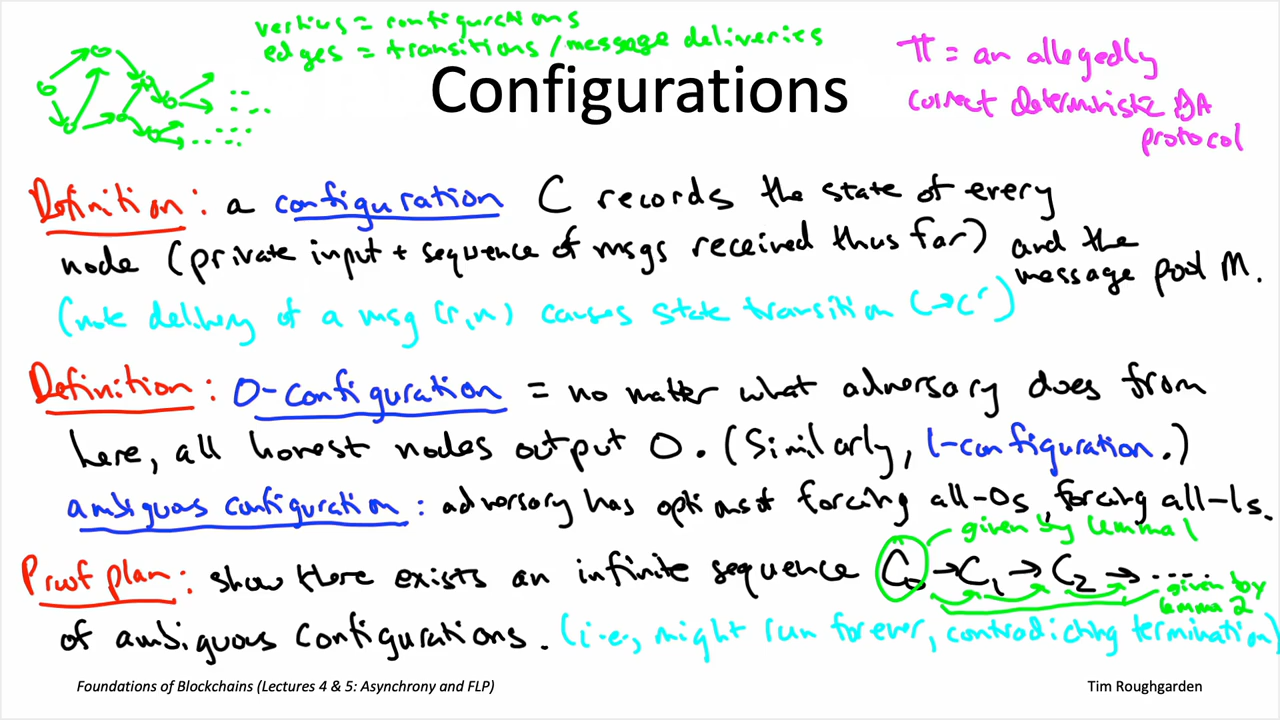 vertices = configurations
edges = transitions / message deliveries
π = an allegedly
correct deterministic BA
protocol
Configurations
Definition: a configuration C records the state of every
node (private input + sequence of msgs received thus far) and the
message pool M.
(note delivery of a msg (r,m) causes state transition C→C')
Definition: 0-configuration = no matter what adversary does from
here, all honest nodes output 0. (Similarly, 1-configuration.)
ambiguous configuration: adversary has options of forcing all-0s, forcing all-1s.
given by Lemma 1
Proof plan: show there exists an infinite sequence C₀ → C₁ → C₂ → ....
given by
Lemma 2
of ambiguous configurations. (i.e., might run forever, contradicting termination)
Foundations of Blockchains (Lectures 4 & 5: Asynchrony and FLP)
Tim Roughgarden